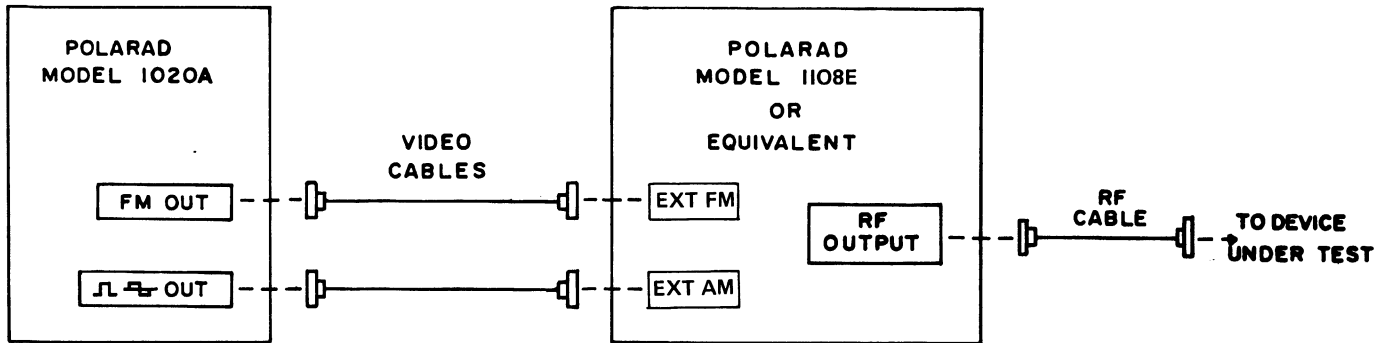 POLARAD
MODEL 1020A
FM OUT
OUT
VIDEO
CABLES
POLARAD
MODEL 1108E
OR
EQUIVALENT
EXT FM
EXT AM
RF
OUTPUT
RF
CABLE
TO DEVICE
UNDER TEST